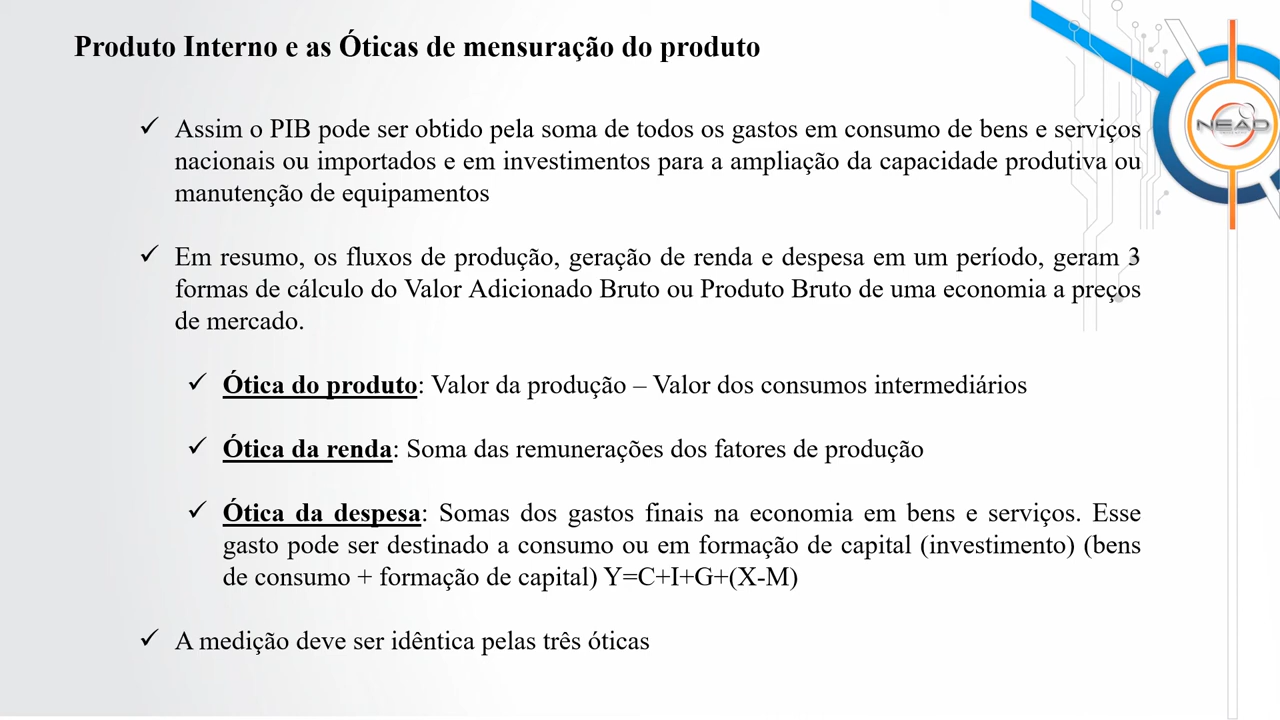 Produto Interno e as Óticas de mensuração do produto
NEAD
✓ Assim o PIB pode ser obtido pela soma de todos os gastos em consumo de bens e serviços
nacionais ou importados e em investimentos para a ampliação da capacidade produtiva ou
manutenção de equipamentos
✓ Em resumo, os fluxos de produção, geração de renda e despesa em um período, geram 3
formas de cálculo do Valor Adicionado Bruto ou Produto Bruto de uma economia a preços
de mercado.
✓ Ótica do produto: Valor da produção – Valor dos consumos intermediários
✓ Ótica da renda: Soma das remunerações dos fatores de produção
✓ Ótica da despesa: Somas dos gastos finais na economia em bens e serviços. Esse
gasto pode ser destinado a consumo ou em formação de capital (investimento) (bens
de consumo + formação de capital) Y=C+I+G+(X-M)
✓ A medição deve ser idêntica pelas três óticas